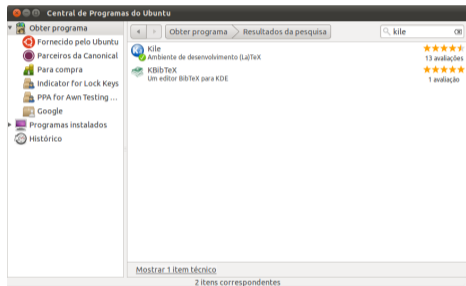 Central de Programas do Ubuntu
Obter programa
Fornecido pelo Ubuntu
Parceiros da Canonical
Para compra
Indicator for Lock Keys
PPA for Awn Testing ...
Google
Programas instalados
Histórico
Obter programa
Resultados da pesquisa
kile
Kile
Ambiente de desenvolvimento (La)TeX
13 avaliações
KBibTeX
Um editor BibTeX para KDE
1 avaliação
Mostrar 1 item técnico
2 itens correspondentes